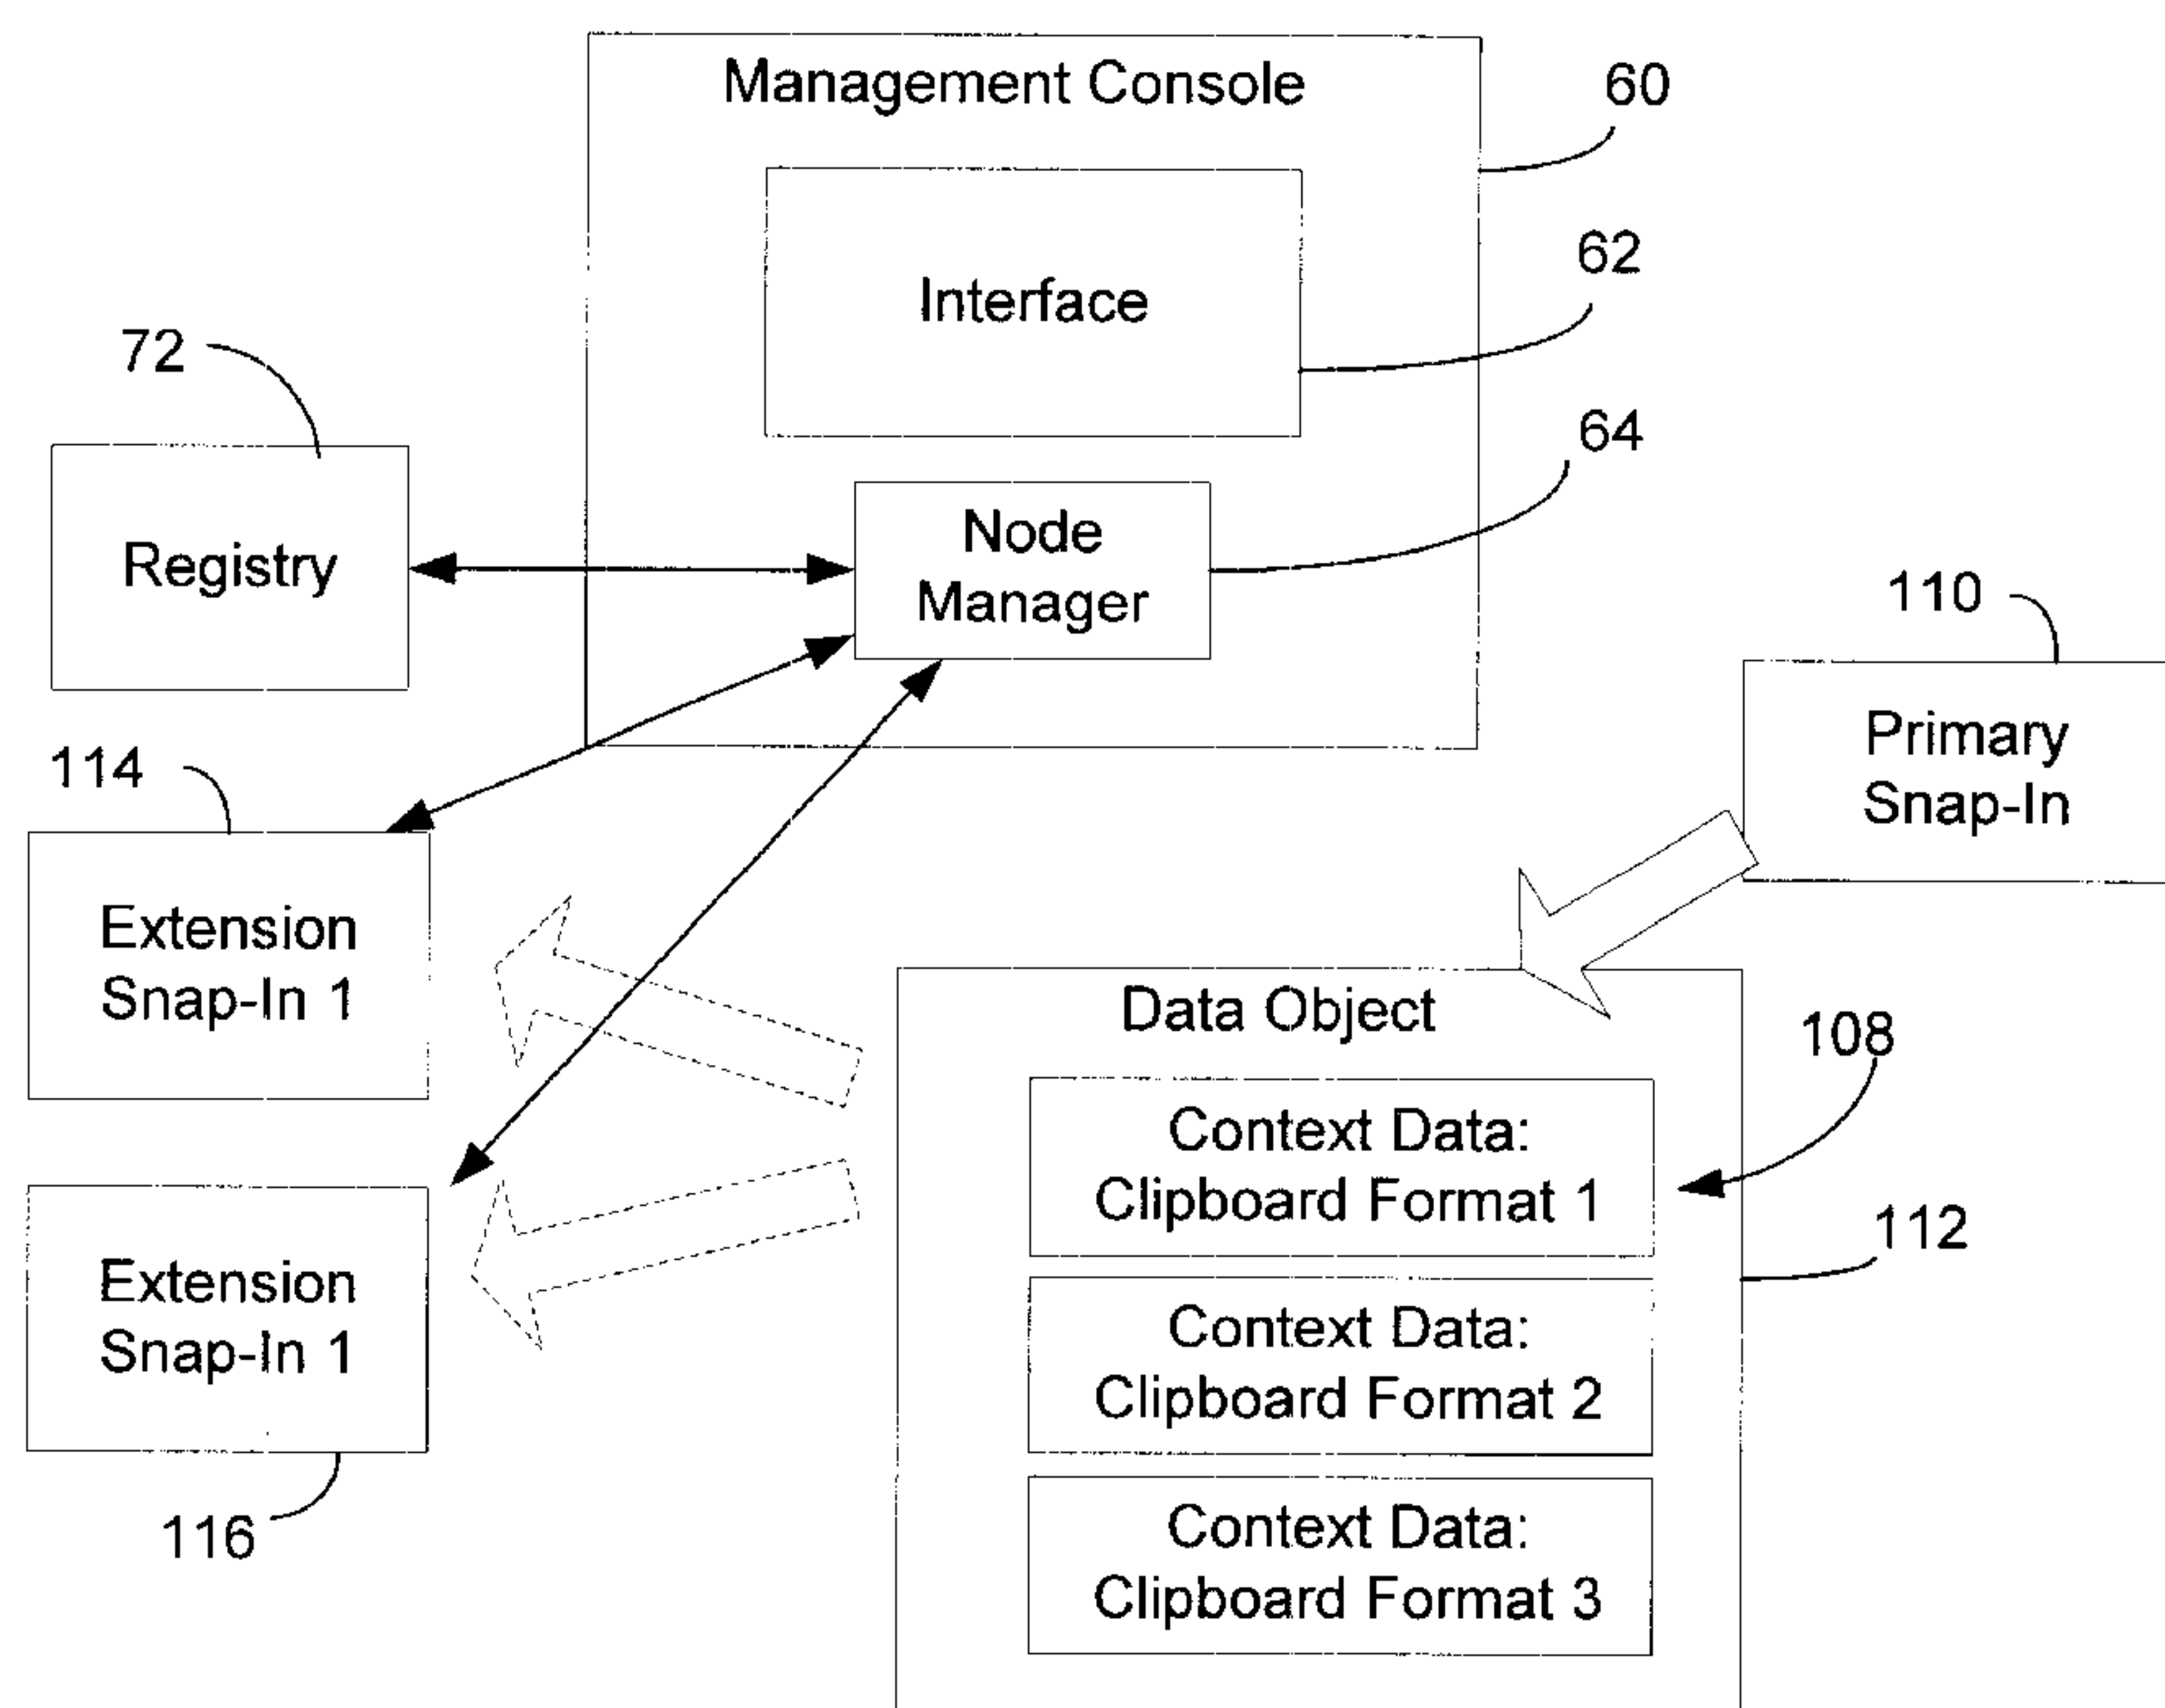 Management Console
60
Interface
62
72
64
Registry
Node
Manager
110
Primary
Snap-In
114
Extension
Snap-In 1
Data Object
108
Context Data:
Clipboard Format 1
112
Extension
Snap-In 1
Context Data:
Clipboard Format 2
116
Context Data:
Clipboard Format 3